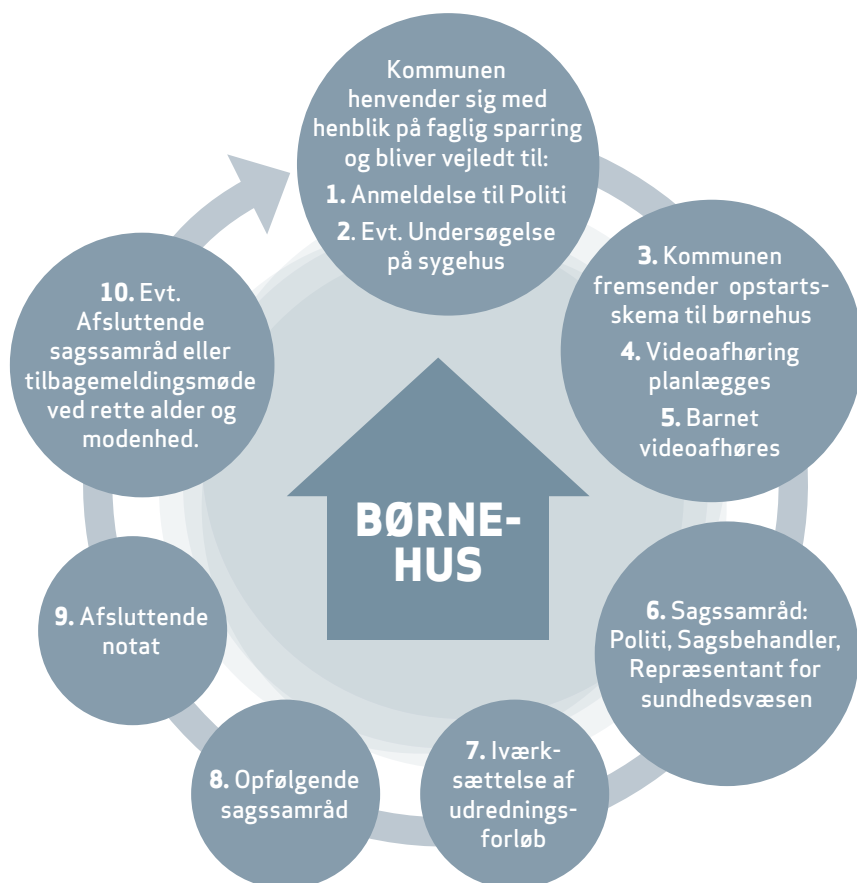 Kommunen
henvender sig med
henblik på faglig sparring
og bliver vejledt til:
1. Anmeldelse til Politi
2. Evt. Undersøgelse
på sygehus
3. Kommunen
fremsender opstarts-
skema til børnehus
4. Videoafhøring
planlægges
5. Barnet
videoafhøres
6. Sagssamråd:
Politi, Sagsbehandler,
Repræsentant for
sundhedsvæsen
7. Iværk-
sættelse af
udrednings-
forløb
8. Opfølgende
sagssamråd
9. Afsluttende
notat
10. Evt.
Afsluttende
sagssamråd eller
tilbagemeldingsmøde
ved rette alder og
modenhed.
BØRNE-
HUS